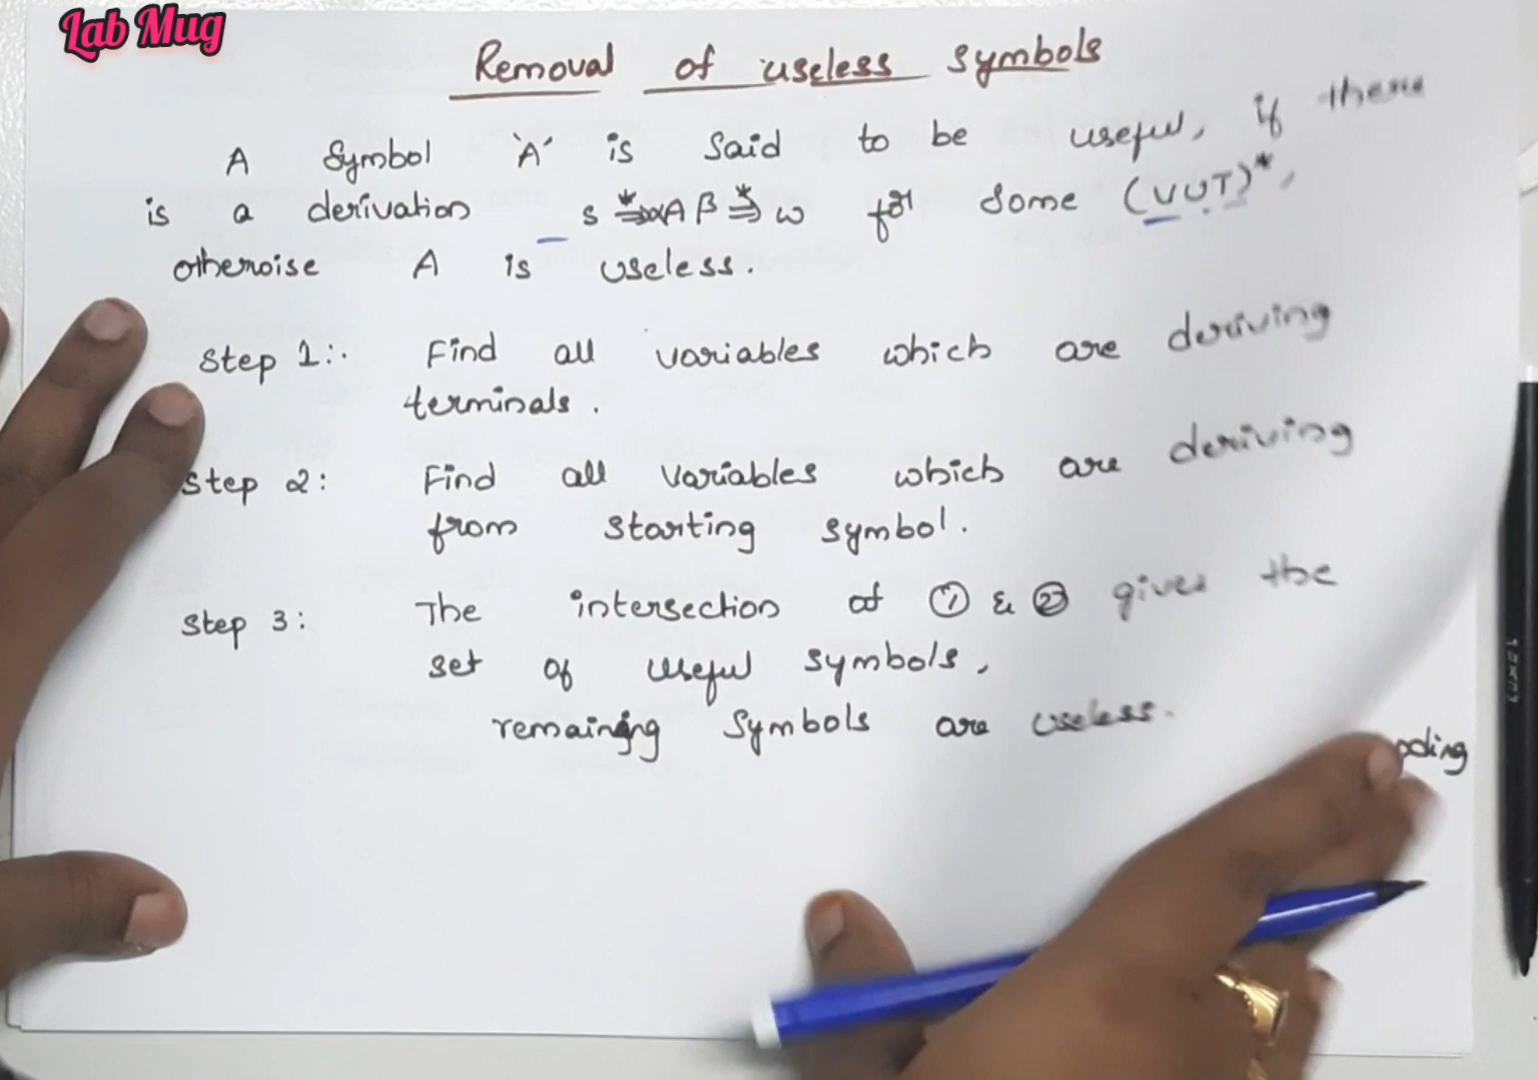 Lab Mug
Removal of useless symbols
A symbol 'A' is said to be useful, if there
is a derivation S *⇒ αAβ *⇒ ω for some (VUT)*,
otheroise A is useless.
Step 1:. Find all variables which are deriving
terminals.
Step 2: Find all variables which are deriving
from starting symbol.
Step 3: The intersection of ① & ② gives the
set of useful symbols,
remaining symbols are useless.